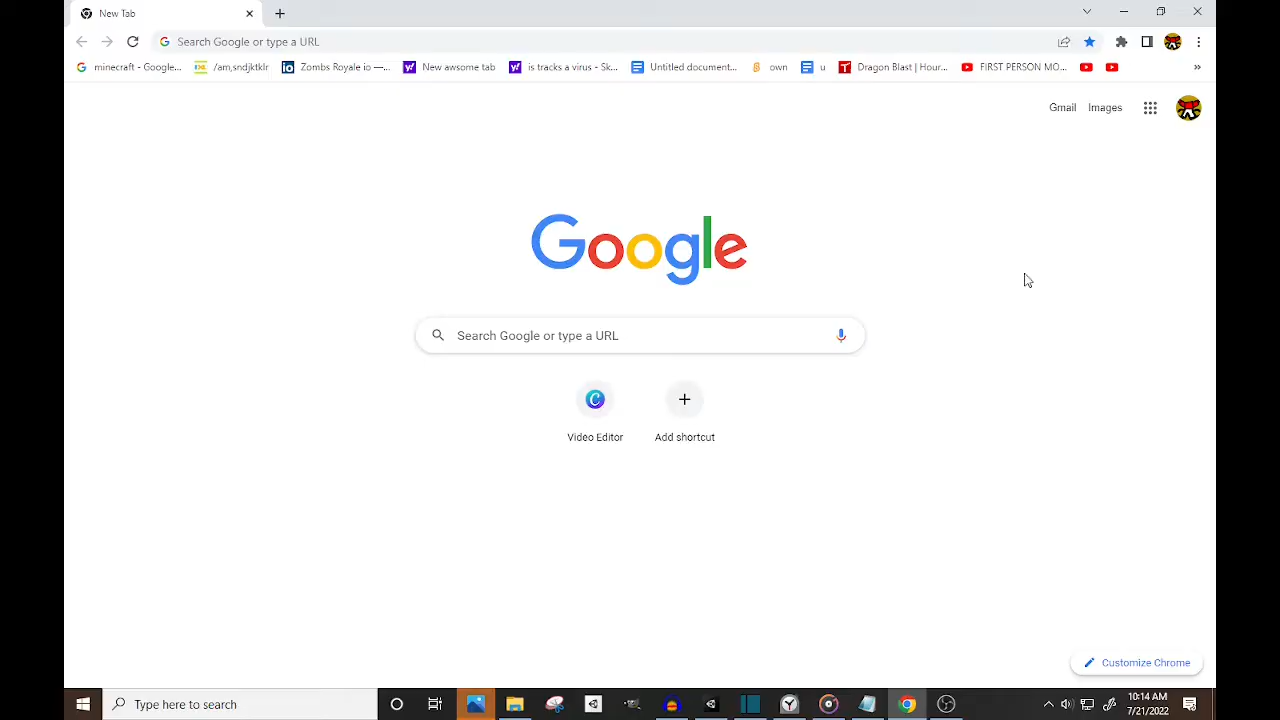 New Tab
Search Google or type a URL
minecraft - Google... /am,sndjktklr Zombs Royale io —... New awsome tab is tracks a virus - Sk... Untitled document... own u Dragon Blast | Hour... FIRST PERSON MO... »
Gmail Images
Google
Search Google or type a URL
Video Editor Add shortcut
Customize Chrome
Type here to search
10:14 AM
7/21/2022